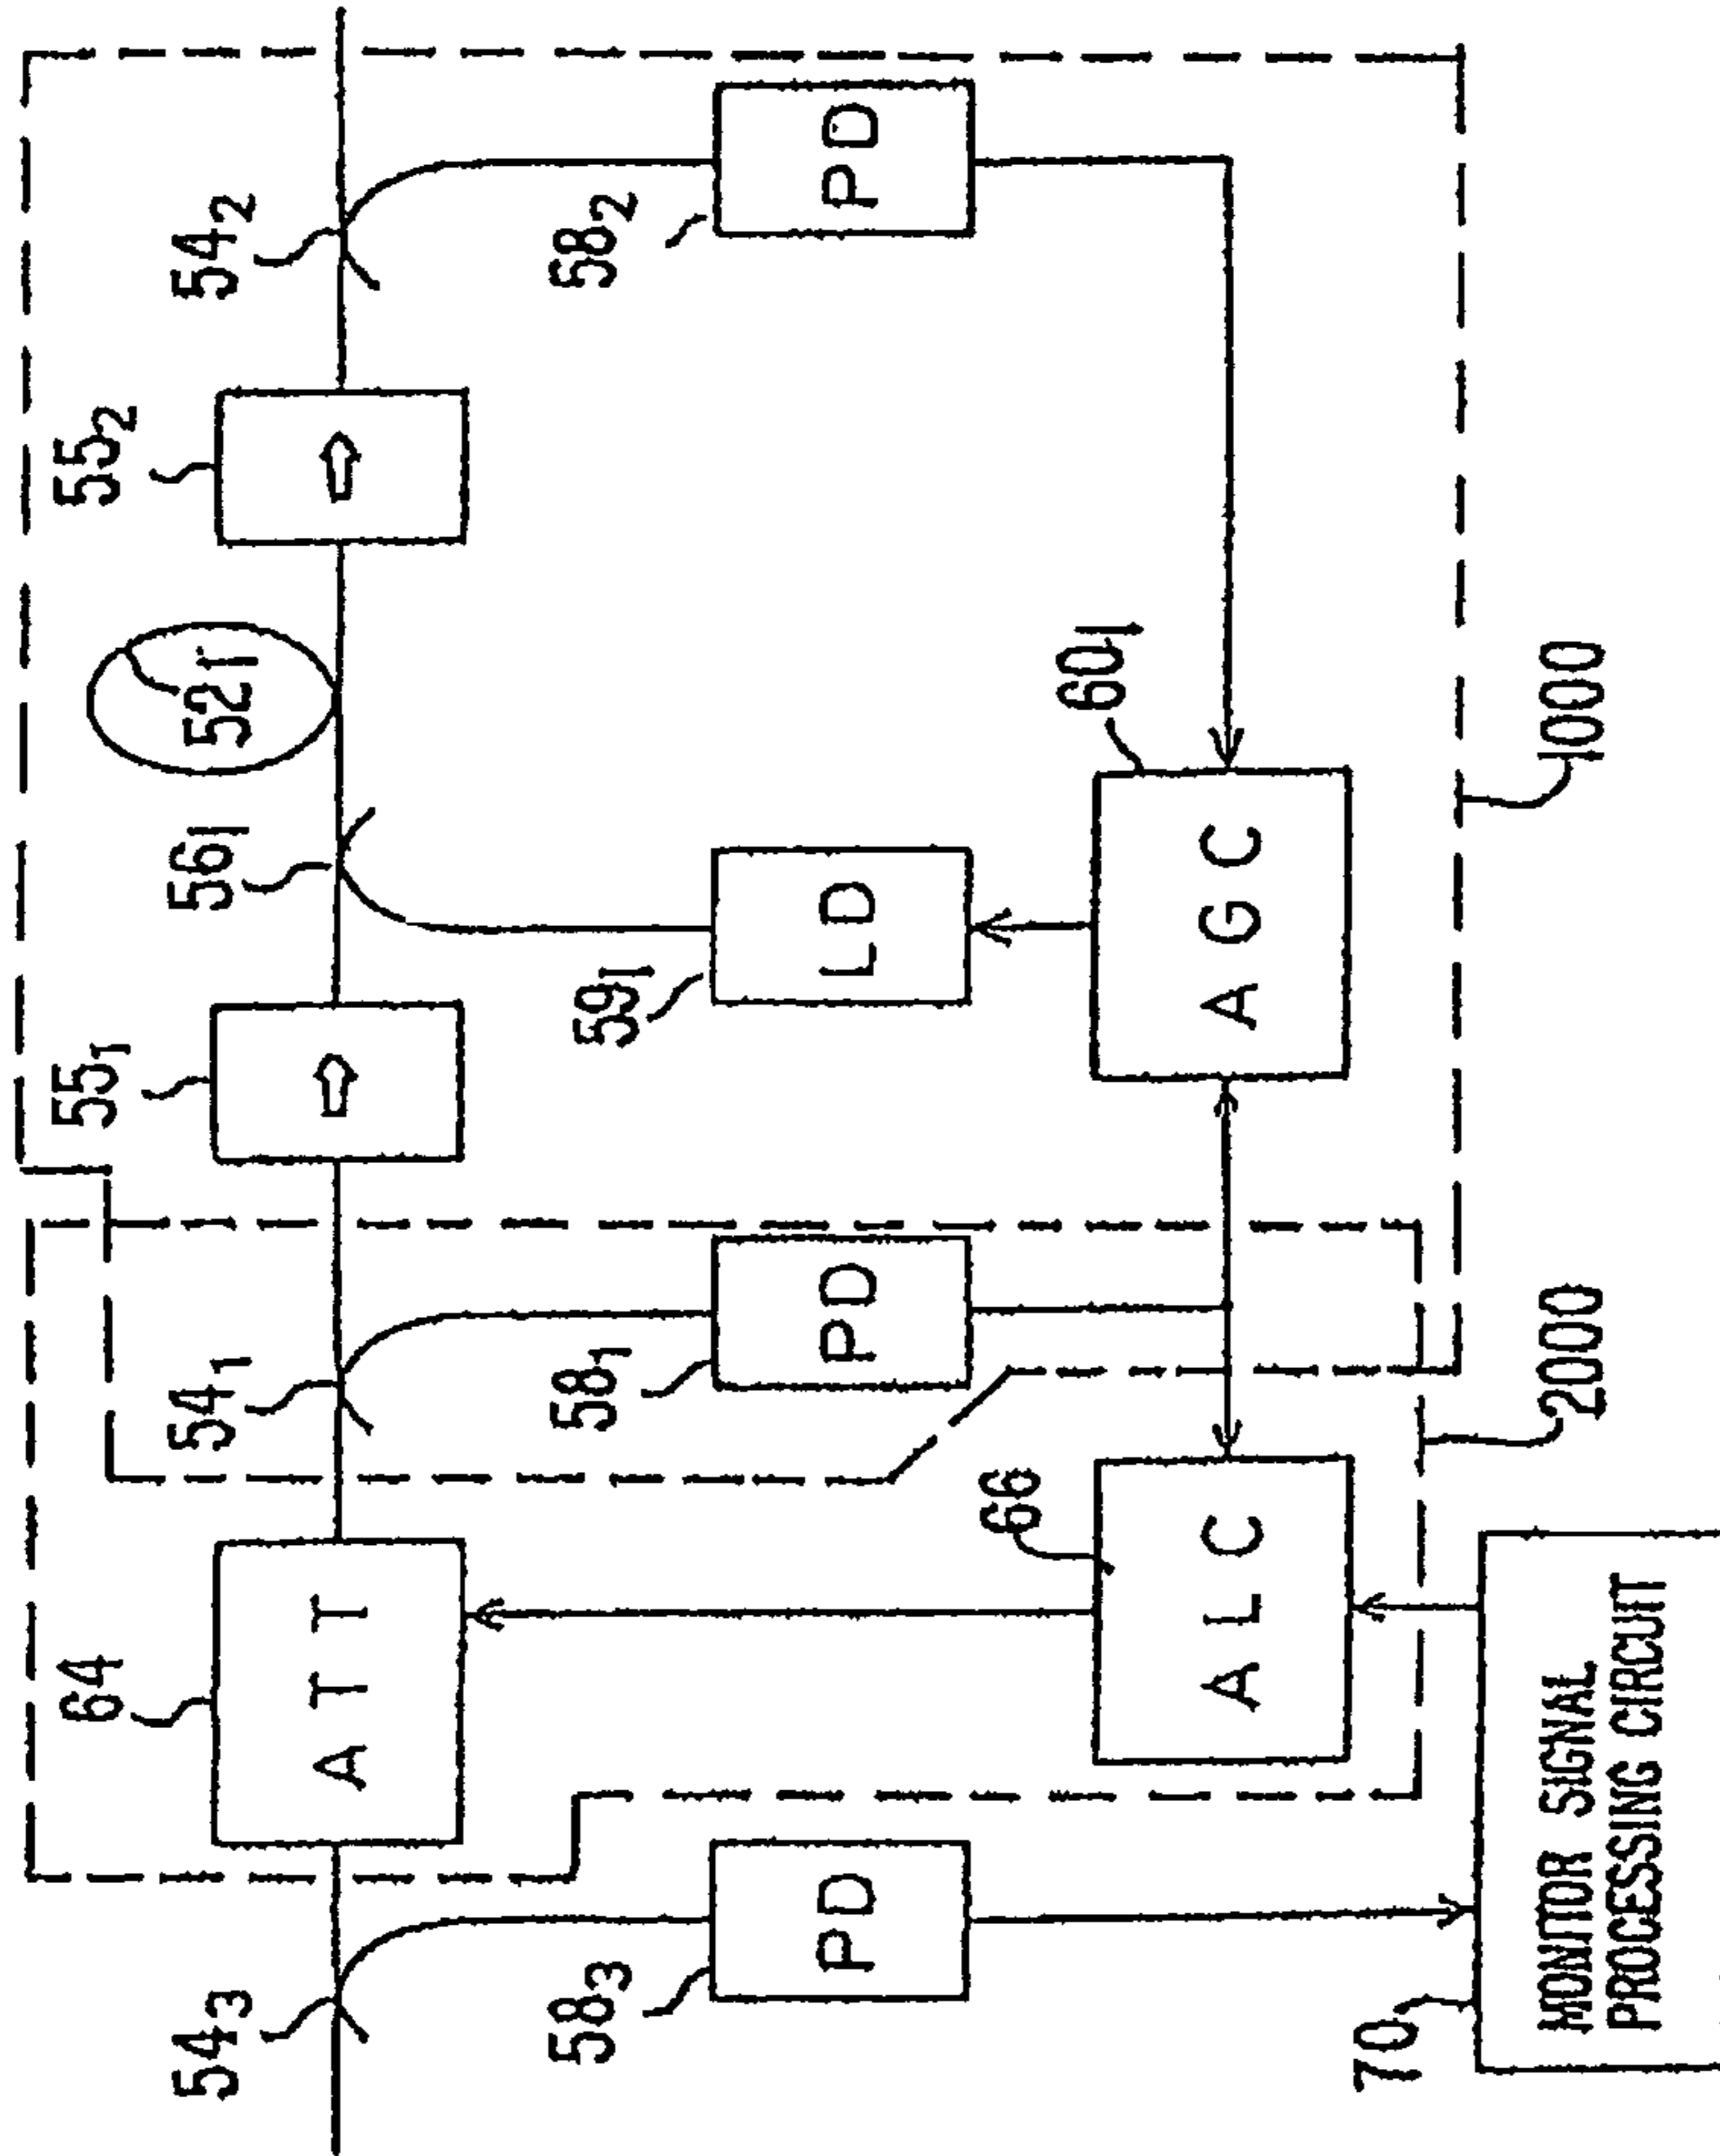 54₃
64
54₁
55₁
56₁
52₁
55₂
54₂
ATT
58₃
PD
58₁
PD
59₁
LD
58₂
PD
66
ALC
60₁
AGC
70
MONITOR SIGNAL
PROCESSING CIRCUIT
2000
1000